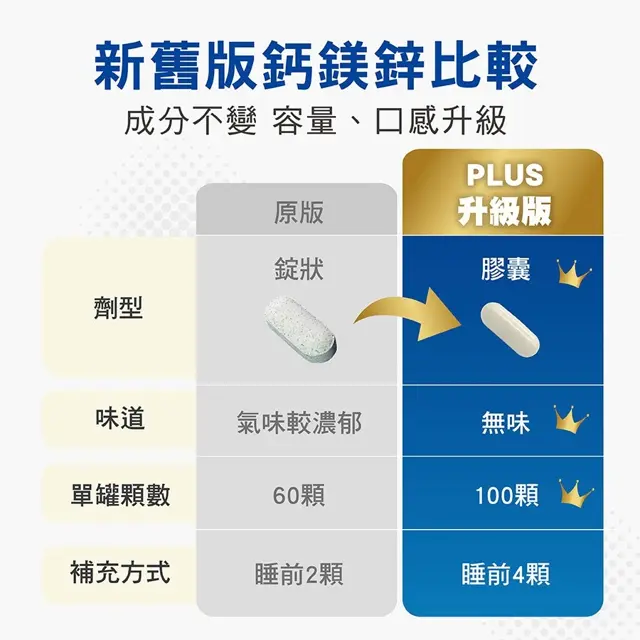 新舊版鈣鎂鋅比較
成分不變 容量、口感升級
原版
PLUS
升級版
劑型
錠狀
膠囊
味道
氣味較濃郁
無味
單罐顆數
60顆
100顆
補充方式
睡前2顆
睡前4顆